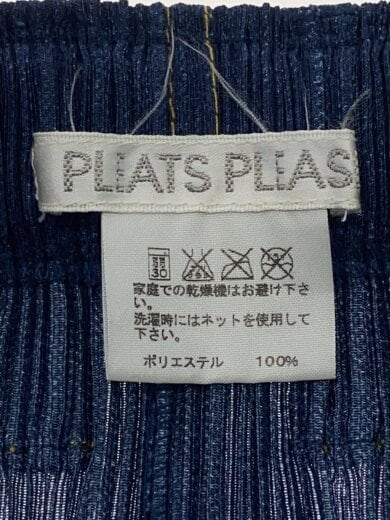 PLEATS PLEAS
弱
30
家庭での乾燥機はお避け下さい。
洗濯時にはネットを使用して下さい。
ポリエステル 100%